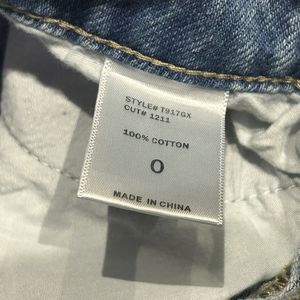 STYLE# T917GX
CUT# 1211
100% COTTON
0
MADE IN CHINA